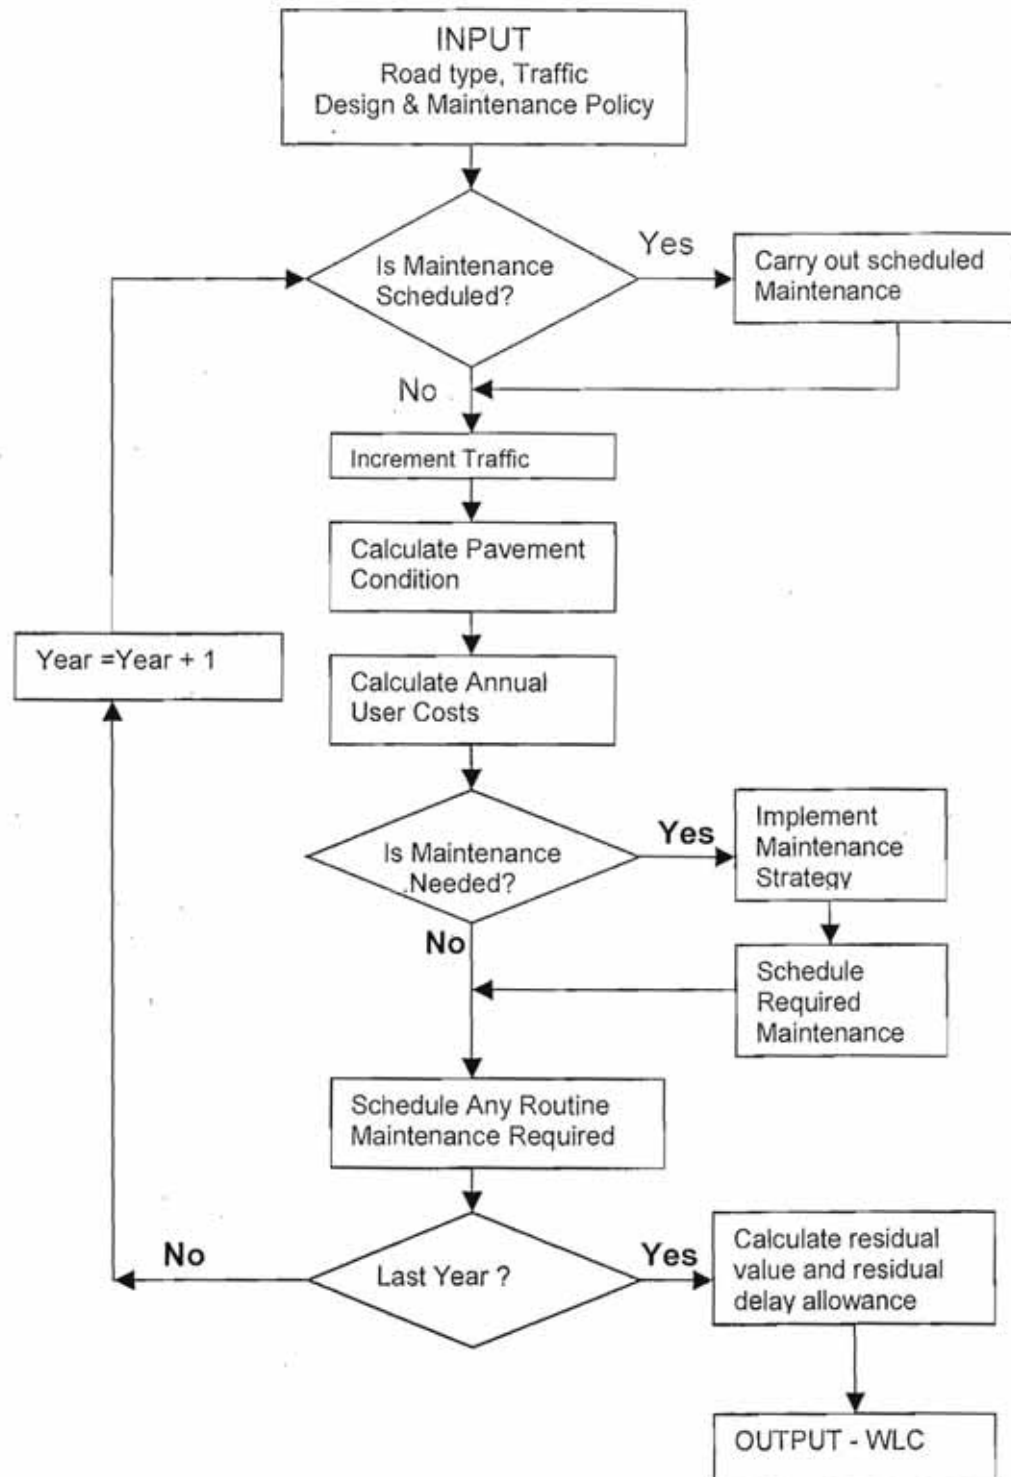 INPUT
Road type, Traffic
Design & Maintenance Policy
Is Maintenance
Scheduled?
Yes
Carry out scheduled
Maintenance
No
Increment Traffic
Calculate Pavement
Condition
Year =Year + 1
Calculate Annual
User Costs
Is Maintenance
Needed?
Yes
Implement
Maintenance
Strategy
No
Schedule
Required
Maintenance
Schedule Any Routine
Maintenance Required
Last Year ?
No
Yes
Calculate residual
value and residual
delay allowance
OUTPUT - WLC